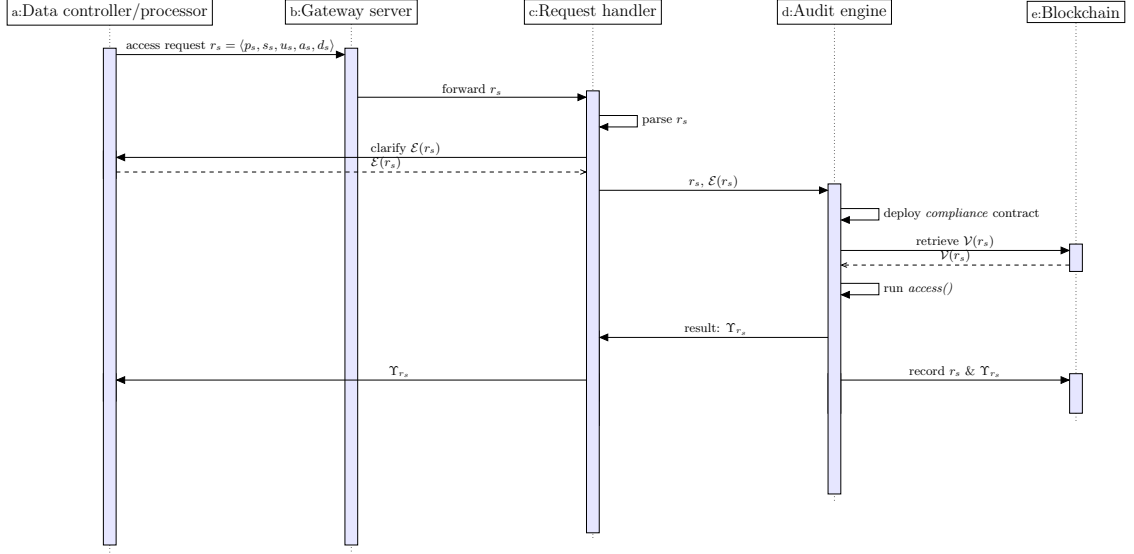 a:Data controller/processor
b:Gateway server
c:Request handler
d:Audit engine
e:Blockchain
access request r_s = ⟨p_s, s_s, u_s, a_s, d_s⟩
forward r_s
parse r_s
clarify ℰ(r_s)
ℰ(r_s)
r_s, ℰ(r_s)
deploy compliance contract
retrieve 𝒱(r_s)
𝒱(r_s)
run access()
result: ϒ_{r_s}
ϒ_{r_s}
record r_s & ϒ_{r_s}